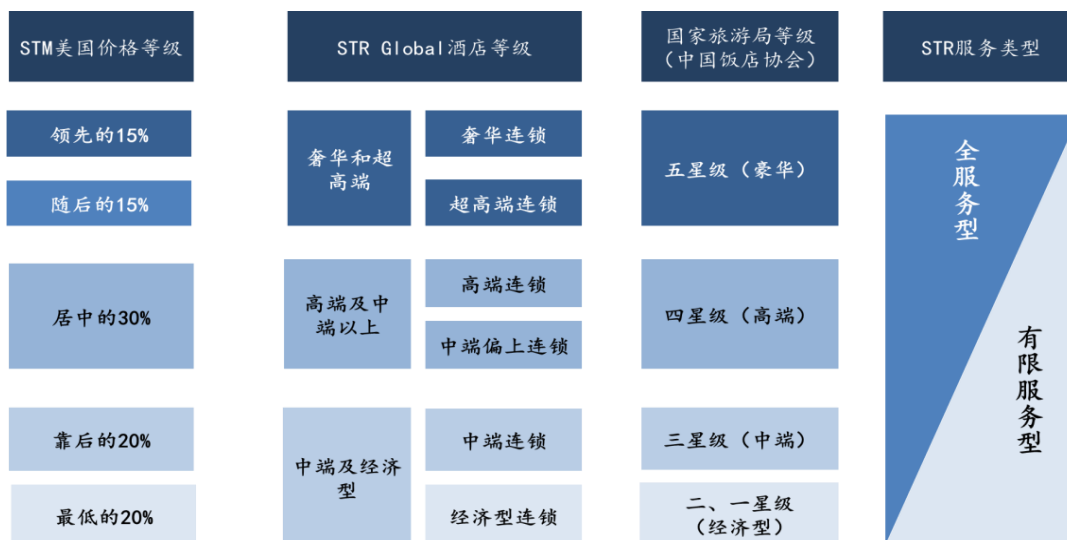 STM美国价格等级
STR Global酒店等级
国家旅游局等级
（中国饭店协会）
STR服务类型
领先的15%
随后的15%
居中的30%
靠后的20%
最低的20%
奢华和超
高端
奢华连锁
超高端连锁
高端及中
端以上
高端连锁
中端偏上连锁
中端及经济
型
中端连锁
经济型连锁
五星级（豪华）
四星级（高端）
三星级（中端）
二、一星级
（经济型）
全服务型
有限服务型